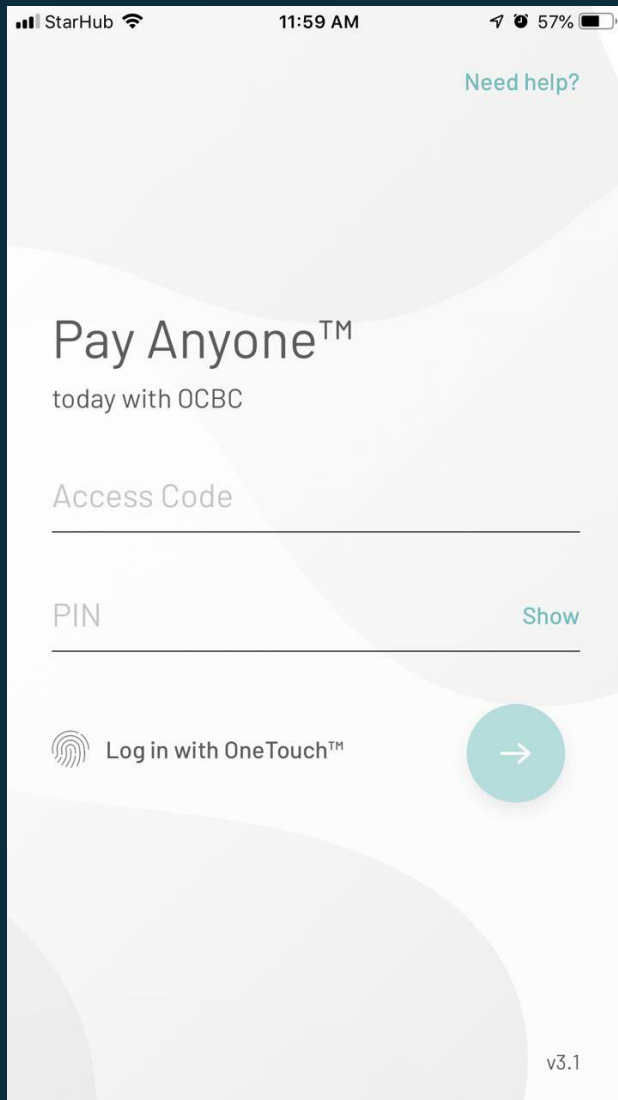 StarHub 11:59 AM 57%
Need help?
Pay Anyone™
today with OCBC
Access Code
PIN Show
Log in with OneTouch™
v3.1